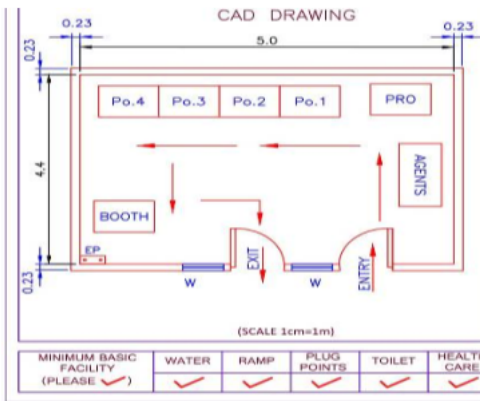 CAD DRAWING
0.23
0.23
5.0
0.23
Po.4
Po.3
Po.2
Po.1
PRO
4.4
AGENTS
BOOTH
EP
EXIT
ENTRY
W
W
0.23
(SCALE 1cm=1m)
MINIMUM BASIC
FACILITY
(PLEASE ✓)
WATER
RAMP
PLUG
POINTS
TOILET
HEALTH
CARE